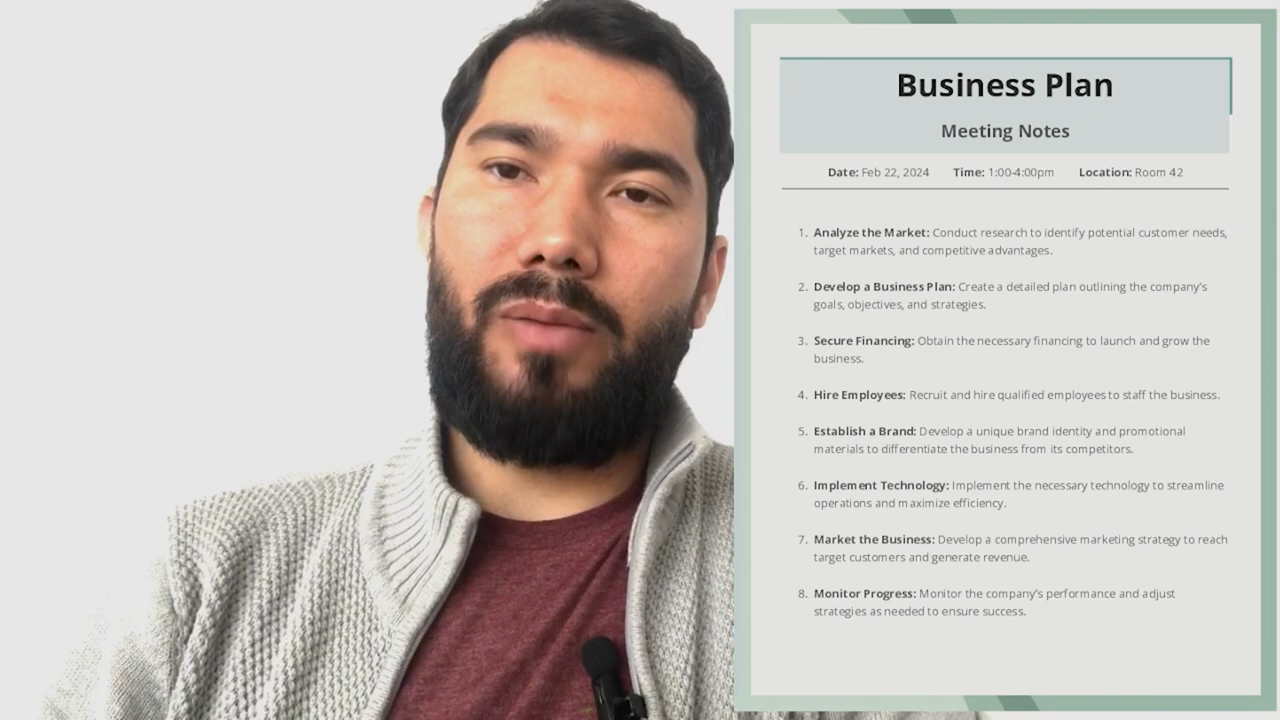 Business Plan
Meeting Notes
Date: Feb 22, 2024 Time: 1:00-4:00pm Location: Room 42
1. Analyze the Market: Conduct research to identify potential customer needs,
target markets, and competitive advantages.
2. Develop a Business Plan: Create a detailed plan outlining the company's
goals, objectives, and strategies.
3. Secure Financing: Obtain the necessary financing to launch and grow the
business.
4. Hire Employees: Recruit and hire qualified employees to staff the business.
5. Establish a Brand: Develop a unique brand identity and promotional
materials to differentiate the business from its competitors.
6. Implement Technology: Implement the necessary technology to streamline
operations and maximize efficiency.
7. Market the Business: Develop a comprehensive marketing strategy to reach
target customers and generate revenue.
8. Monitor Progress: Monitor the company's performance and adjust
strategies as needed to ensure success.